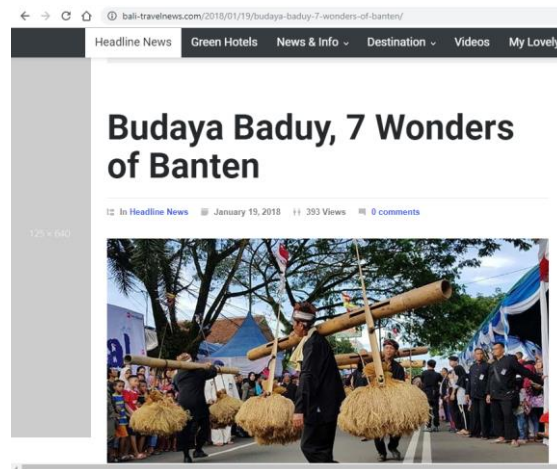 bali-travelnews.com/2018/01/19/budaya-baduy-7-wonders-of-banten/
Headline News Green Hotels News & Info Destination Videos My Lovely
Budaya Baduy, 7 Wonders
of Banten
In Headline News January 19, 2018 393 Views 0 comments
125 × 640